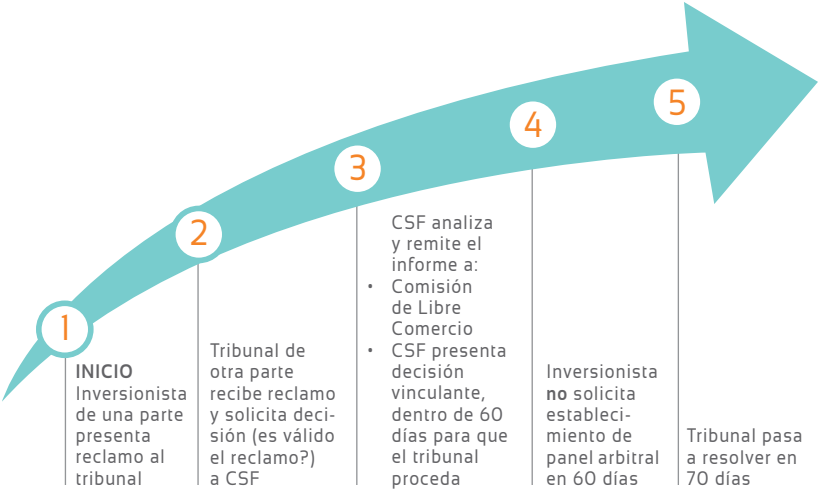 1
INICIO
Inversionista
de una parte
presenta
reclamo al
tribunal
2
Tribunal de
otra parte
recibe reclamo
y solicita deci-
sión (es válido
el reclamo?)
a CSF
3
CSF analiza
y remite el
informe a:
• Comisión
de Libre
Comercio
• CSF presenta
decisión
vinculante,
dentro de 60
días para que
el tribunal
proceda
4
Inversionista
no solicita
estableci-
miento de
panel arbitral
en 60 días
5
Tribunal pasa
a resolver en
70 días